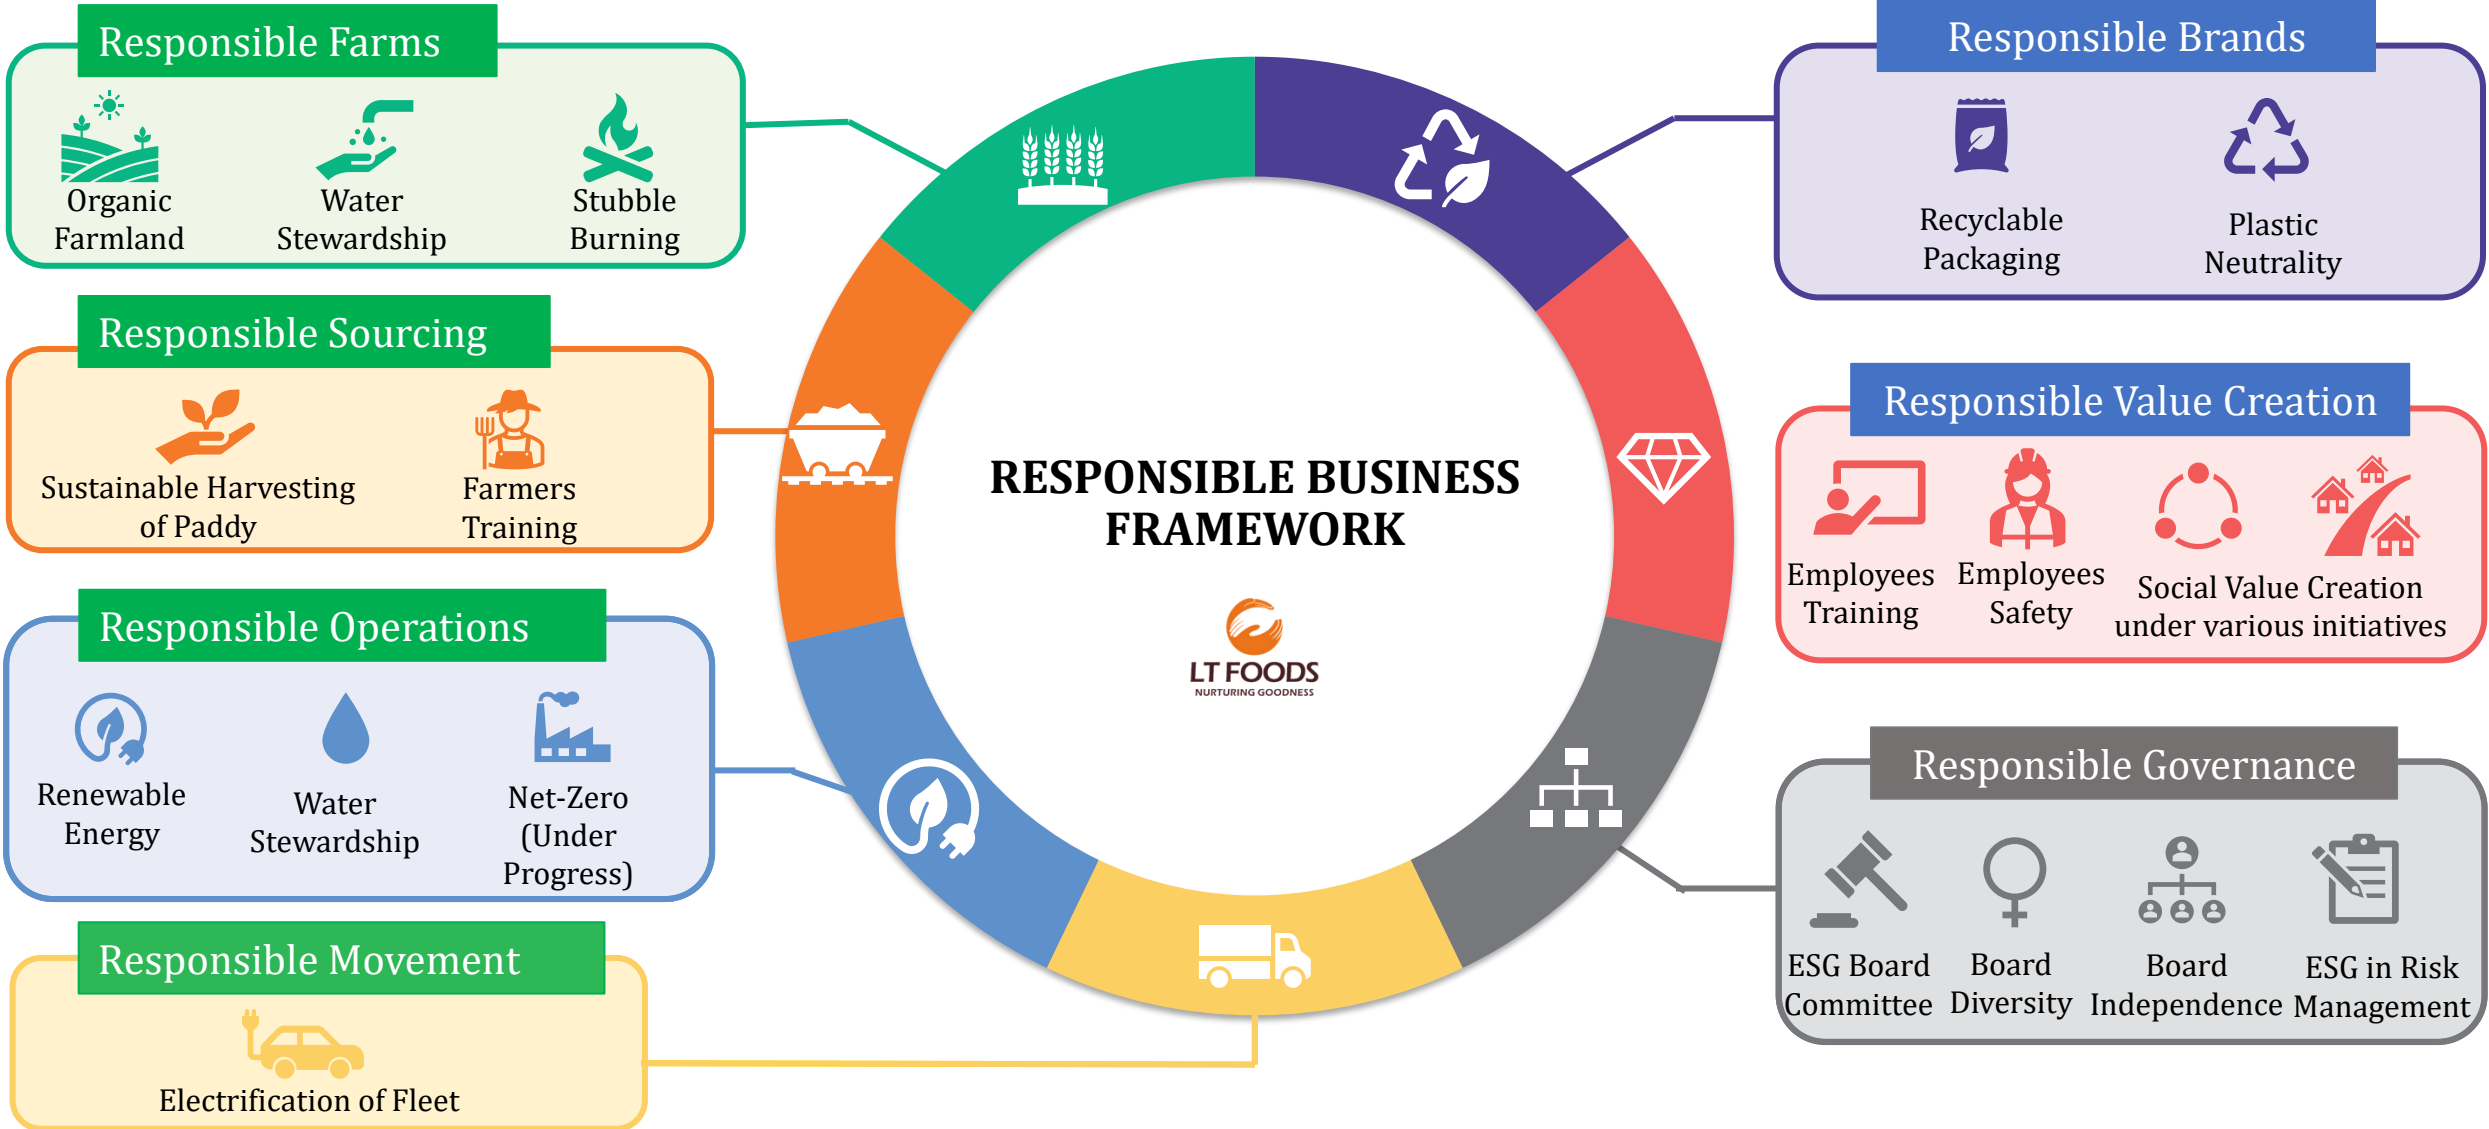 Responsible Farms
Organic
Farmland
Water
Stewardship
Stubble
Burning
Responsible Sourcing
Sustainable Harvesting
of Paddy
Farmers
Training
Responsible Operations
Renewable
Energy
Water
Stewardship
Net-Zero
(Under
Progress)
Responsible Movement
Electrification of Fleet
RESPONSIBLE BUSINESS
FRAMEWORK
LT FOODS
NURTURING GOODNESS
Responsible Brands
Recyclable
Packaging
Plastic
Neutrality
Responsible Value Creation
Employees
Training
Employees
Safety
Social Value Creation
under various initiatives
Responsible Governance
ESG Board
Committee
Board
Diversity
Board
Independence
ESG in Risk
Management